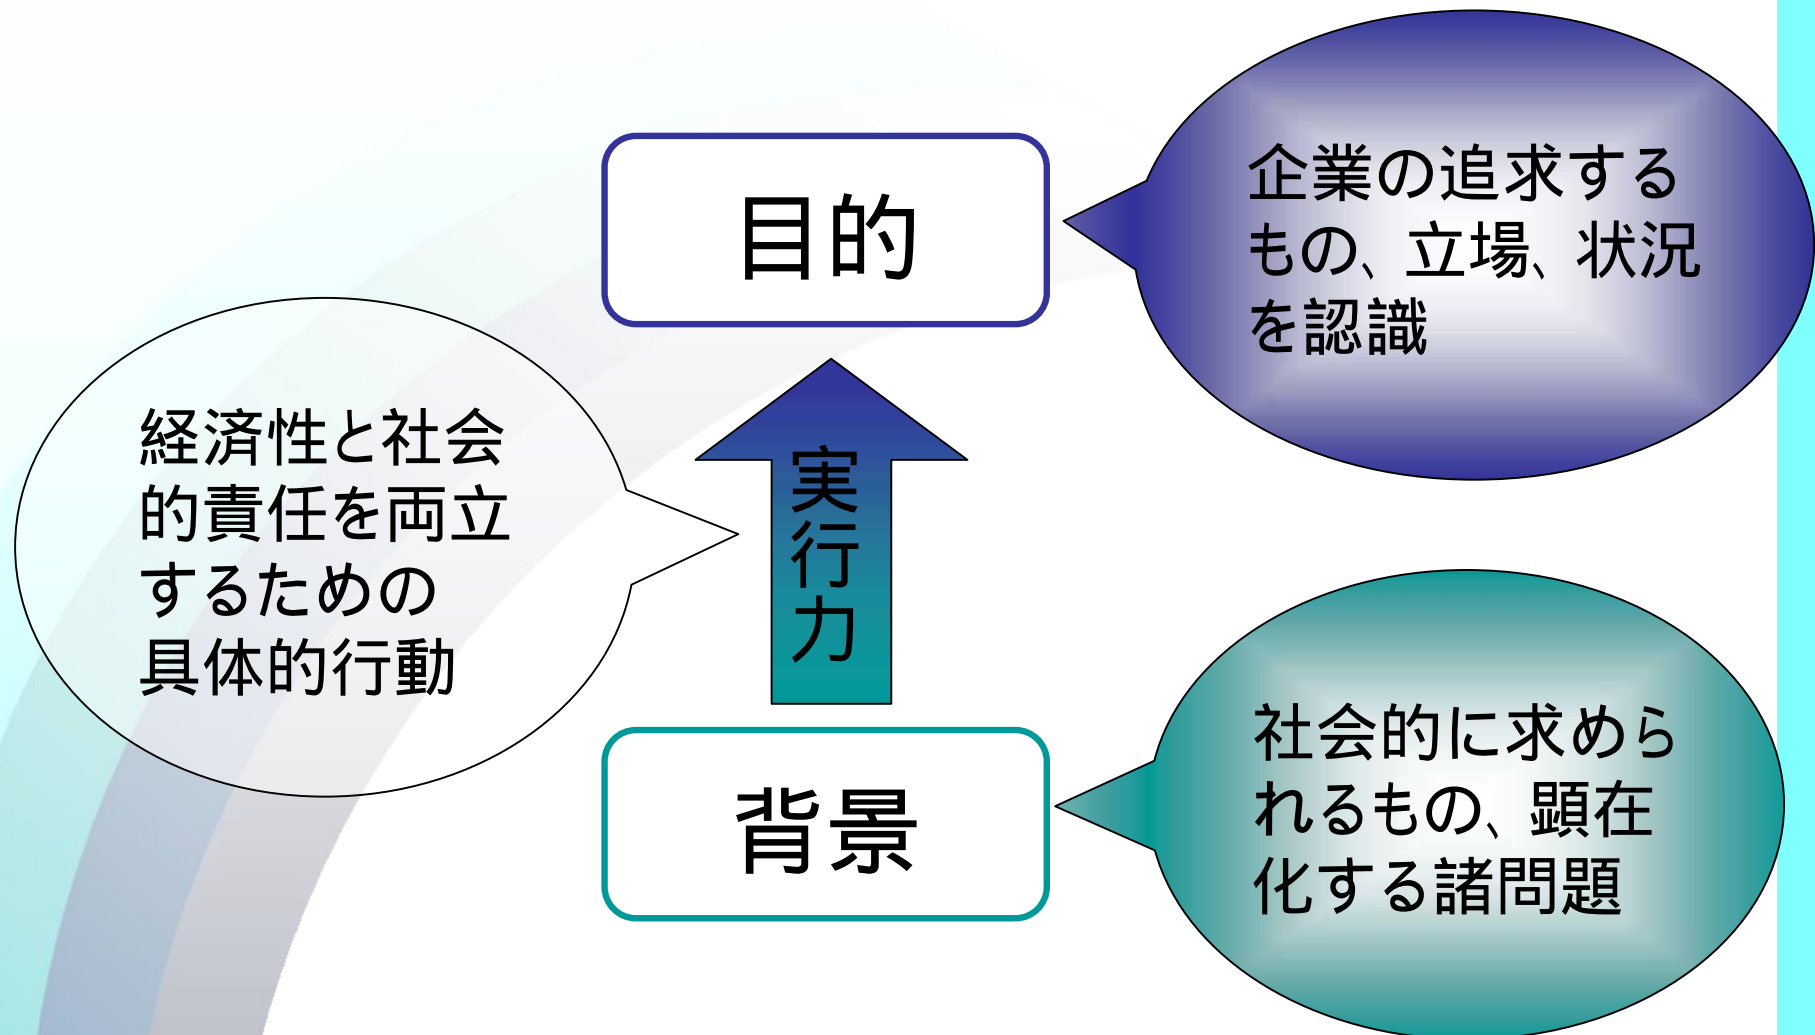 目的
企業の追求する
もの、立場、状況
を認識
経済性と社会
的責任を両立
するための
具体的行動
実行力
背景
社会的に求めら
れるもの、顕在
化する諸問題